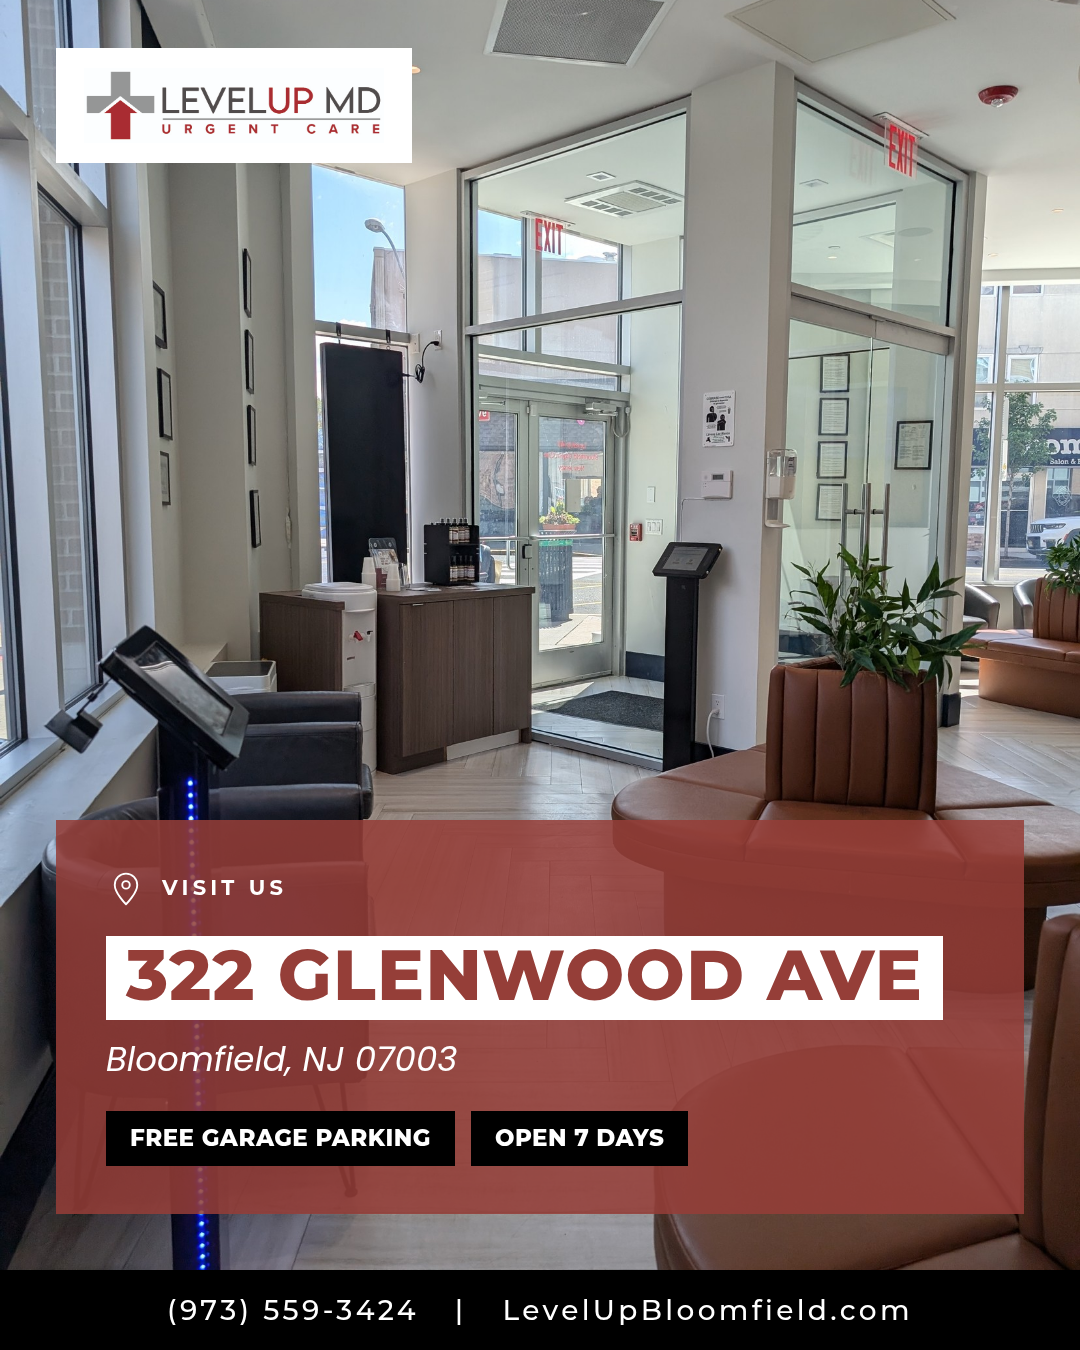 LEVELUP MD
URGENT CARE
EXIT
EXIT
VISIT US
322 GLENWOOD AVE
Bloomfield, NJ 07003
FREE GARAGE PARKING
OPEN 7 DAYS
(973) 559-3424 | LevelUpBloomfield.com